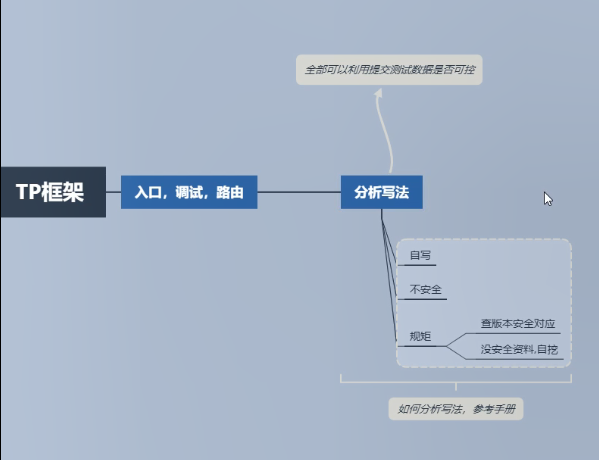 全部可以利用提交测试数据是否可控
TP框架
入口，调试，路由
分析写法
自写
不安全
规矩
查版本安全对应
没安全资料,自挖
如何分析写法，参考手册